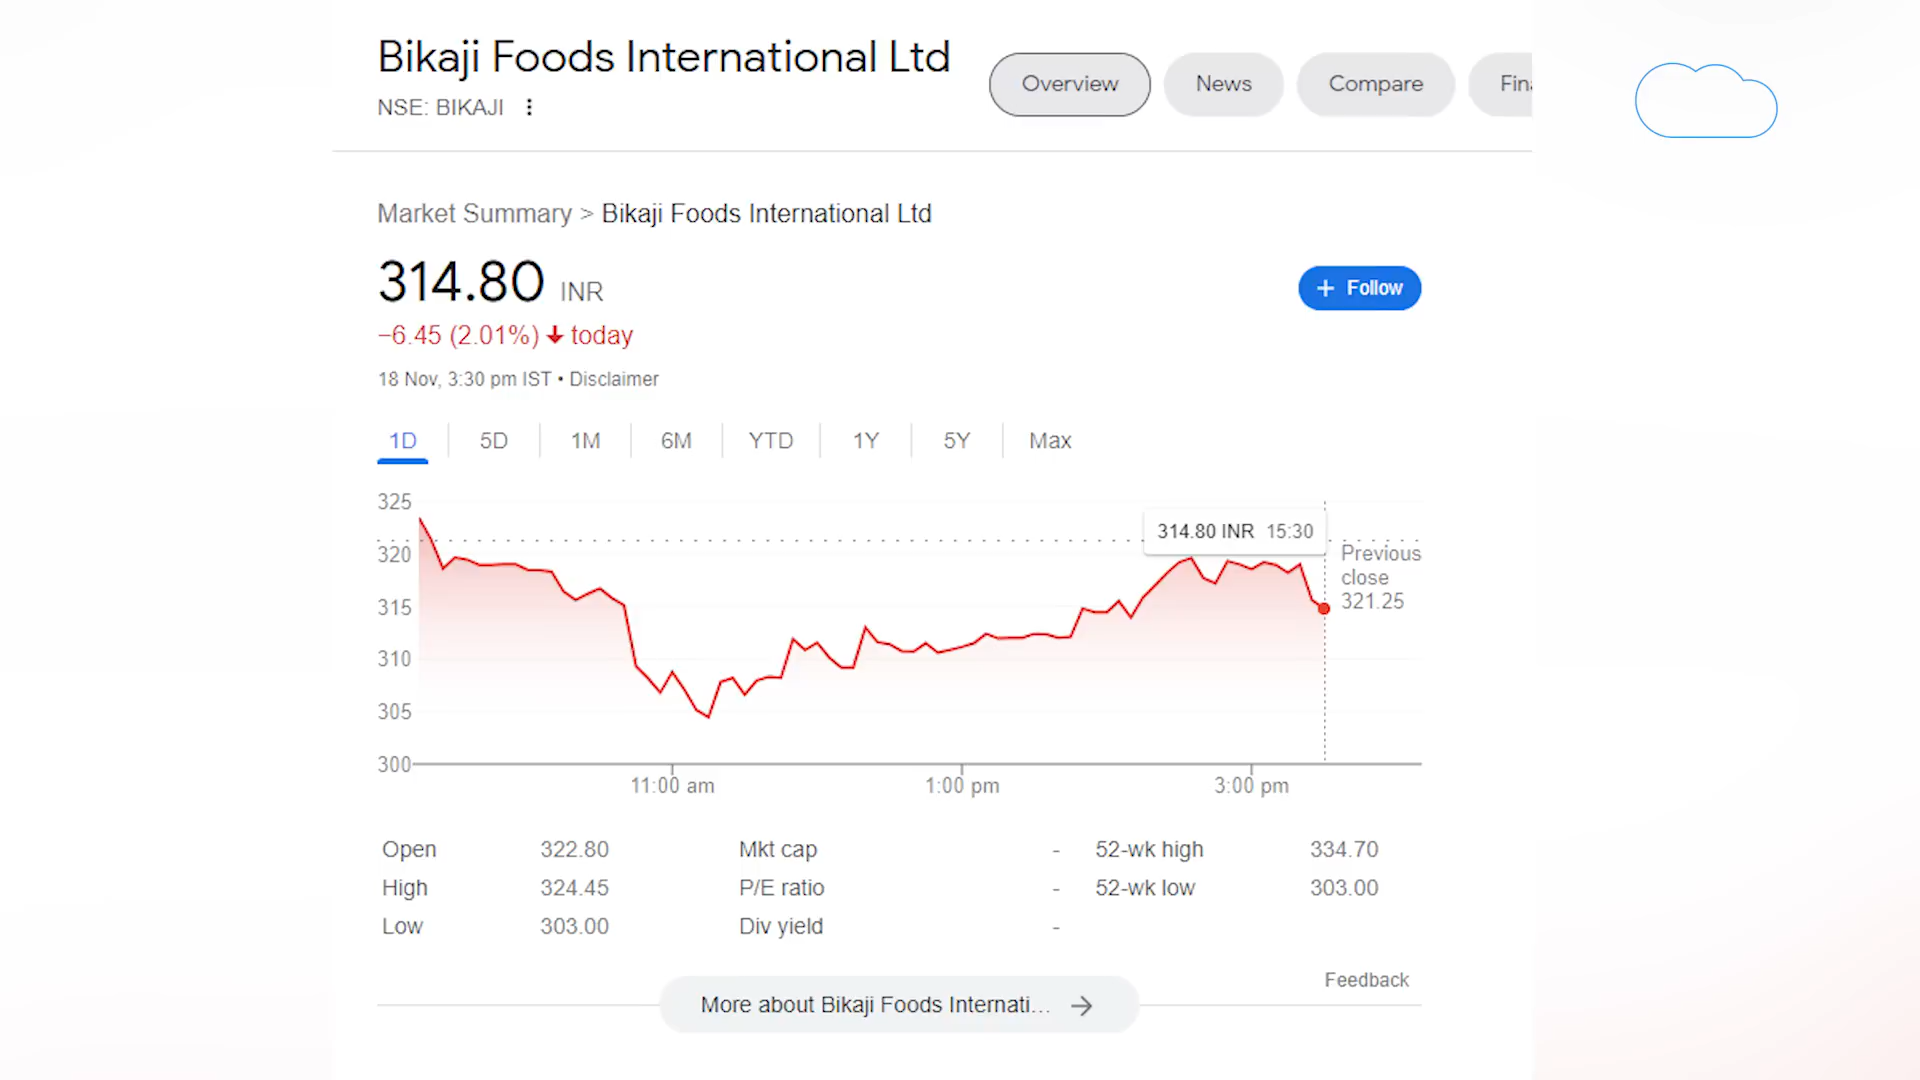 Bikaji Foods International Ltd
NSE: BIKAJI
Overview
News
Compare
Fin
Market Summary > Bikaji Foods International Ltd
314.80 INR
+ Follow
−6.45 (2.01%) ↓ today
18 Nov, 3:30 pm IST • Disclaimer
1D 5D 1M 6M YTD 1Y 5Y Max
325
320
315
310
305
300
314.80 INR 15:30
Previous
close
321.25
11:00 am 1:00 pm 3:00 pm
Open 322.80 Mkt cap - 52-wk high 334.70
High 324.45 P/E ratio - 52-wk low 303.00
Low 303.00 Div yield -
Feedback
More about Bikaji Foods Internati... →